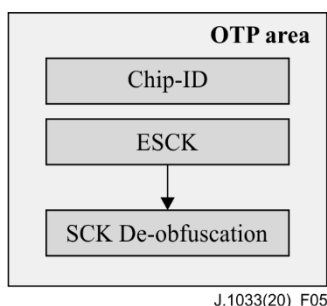 OTP area
Chip-ID
ESCK
SCK De-obfuscation
J.1033(20)_F05